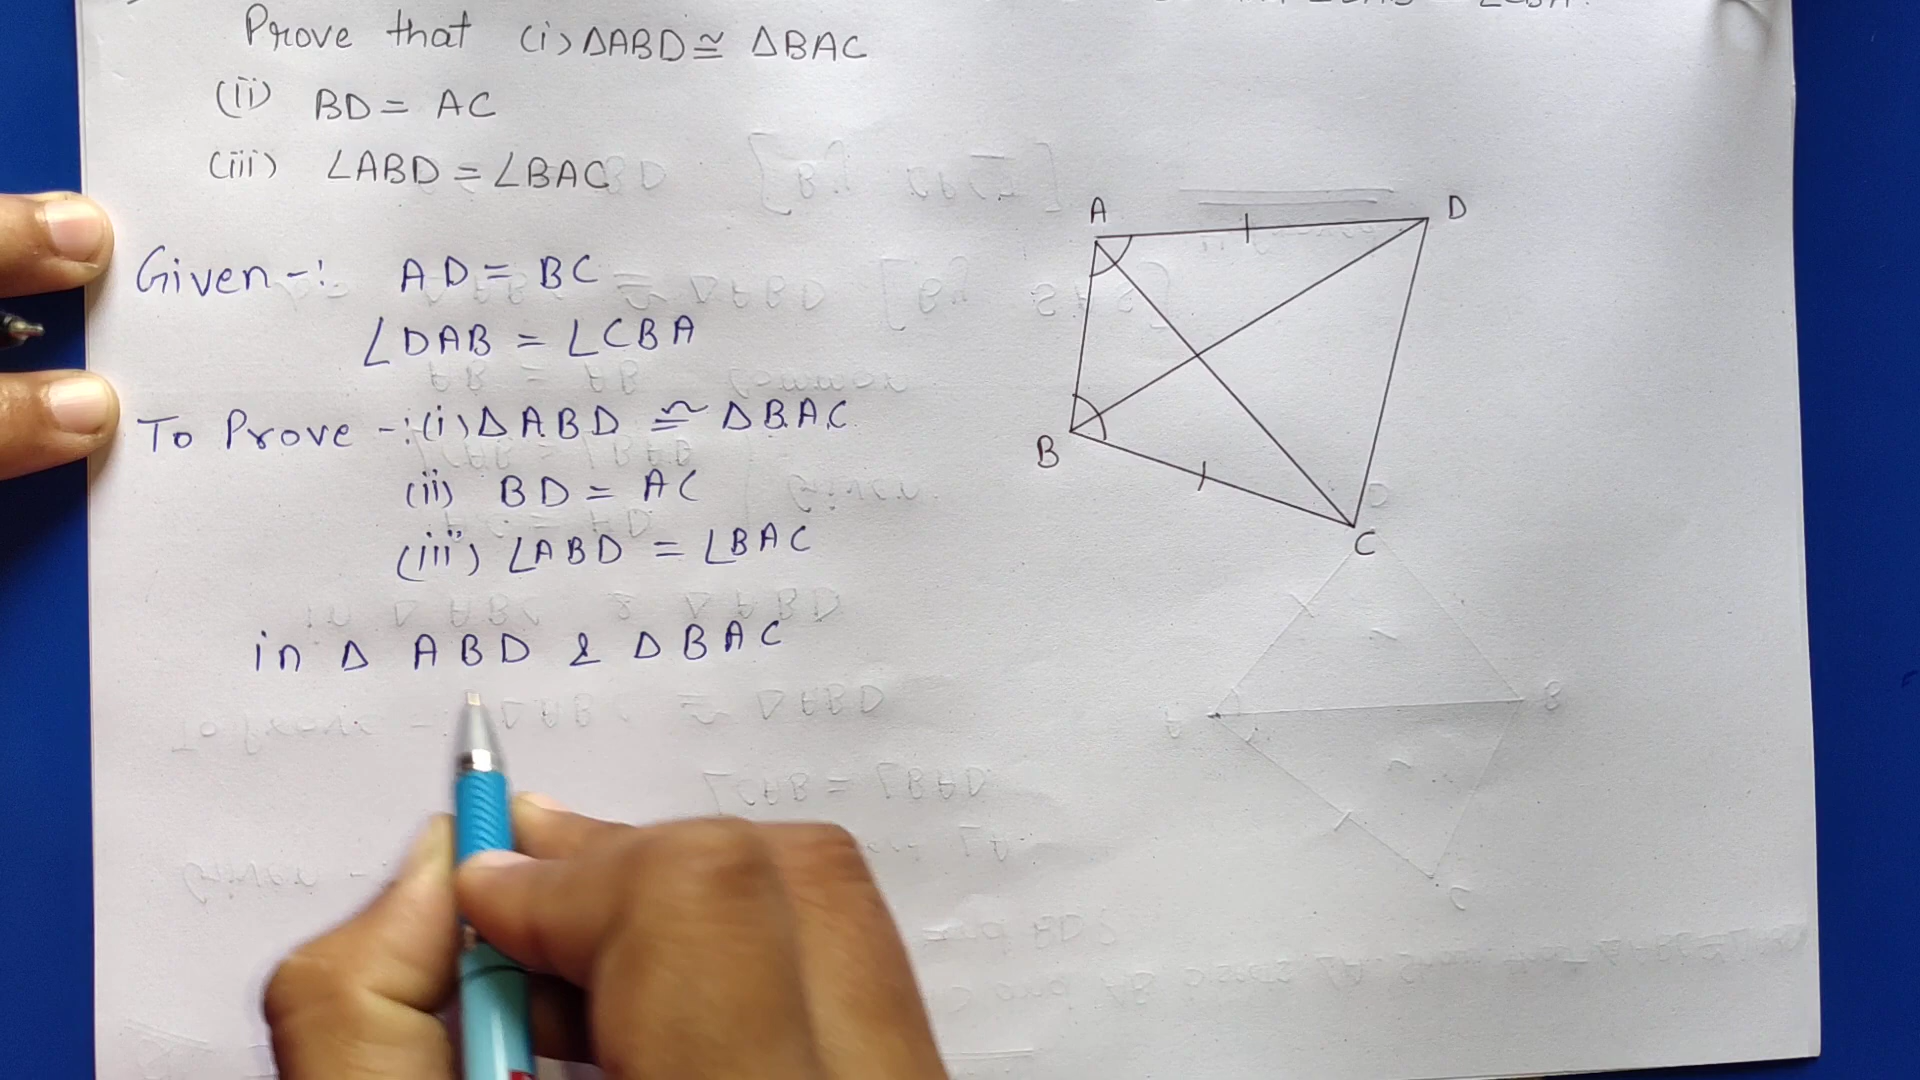 Prove that (i) ΔABD ≅ ΔBAC
(ii) BD = AC
(iii) ∠ABD = ∠BAC
Given -: AD = BC
∠DAB = ∠CBA
To Prove -: (i) ΔABD ≅ ΔBAC
(ii) BD = AC
(iii) ∠ABD = ∠BAC
in Δ ABD & ΔBAC
A
D
B
C